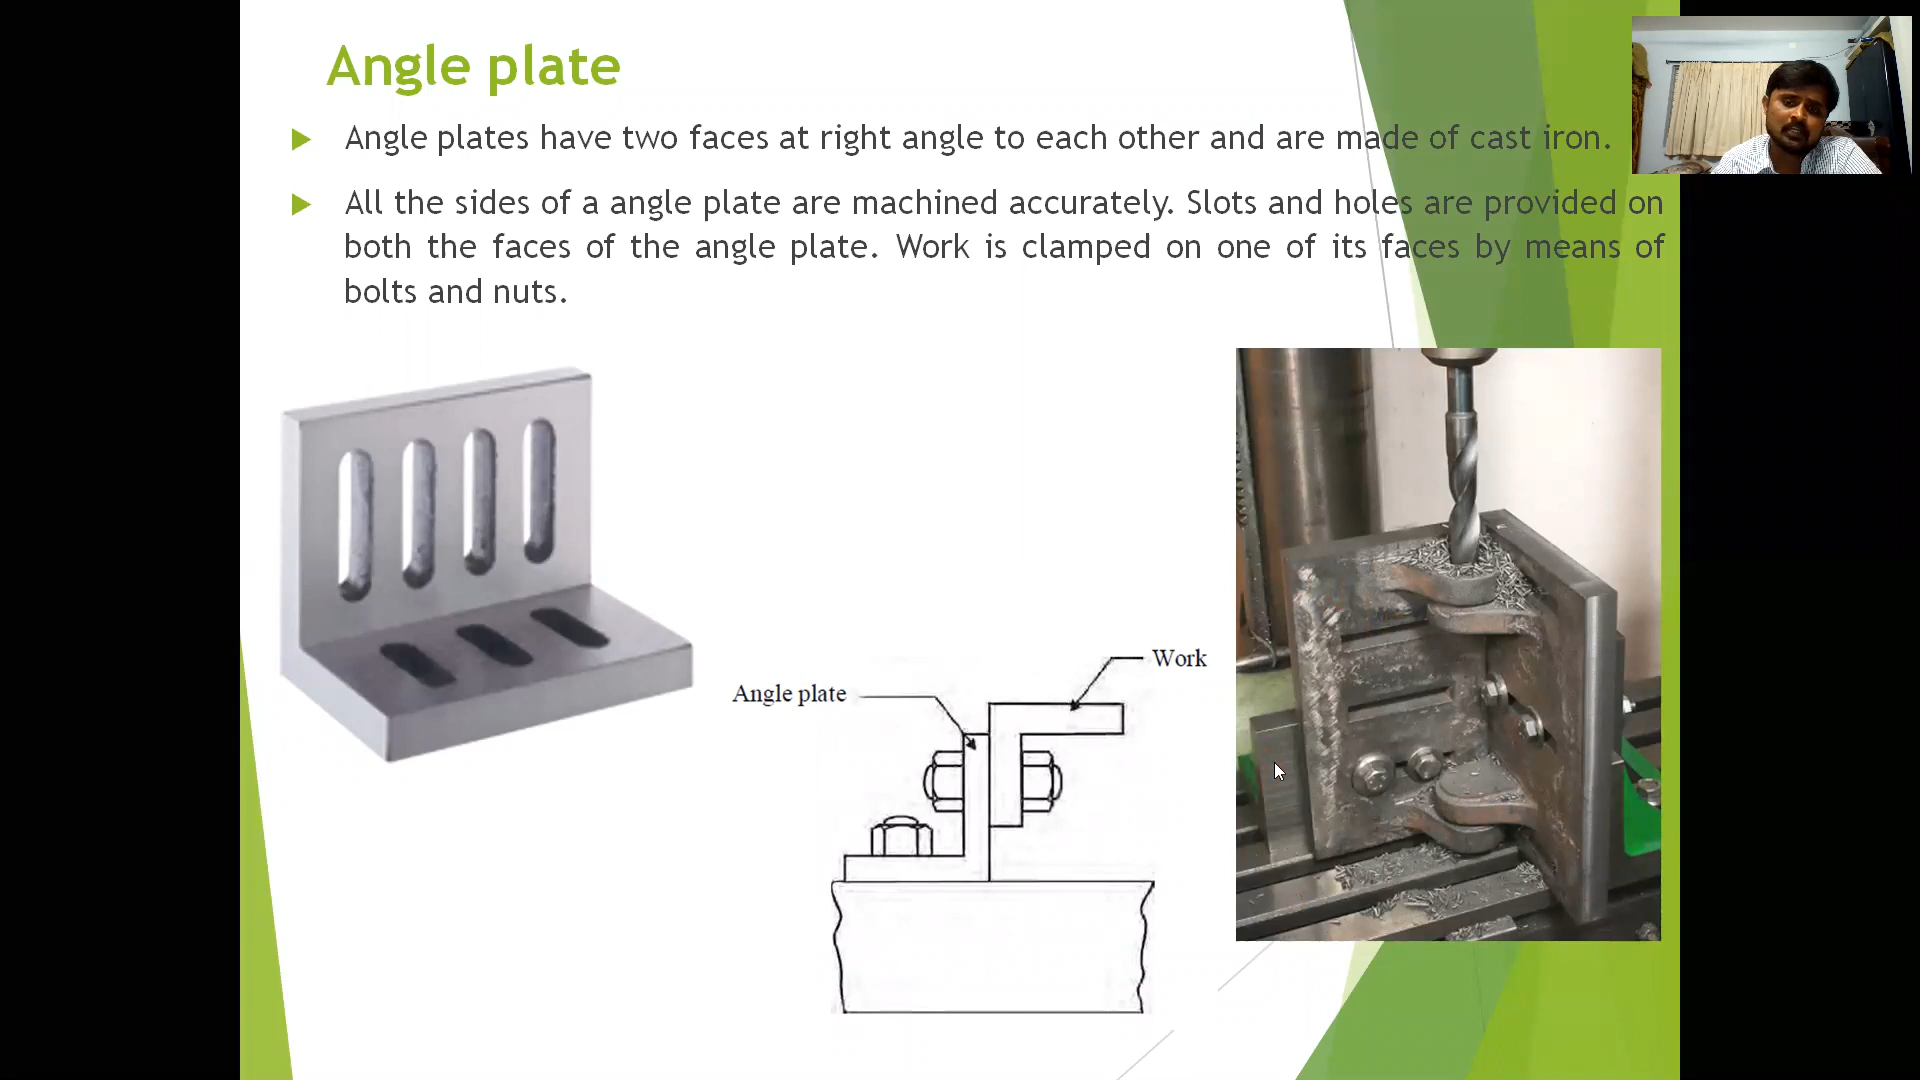 Angle plate
Angle plates have two faces at right angle to each other and are made of cast iron.
All the sides of a angle plate are machined accurately. Slots and holes are provided on
both the faces of the angle plate. Work is clamped on one of its faces by means of
bolts and nuts.
Work
Angle plate